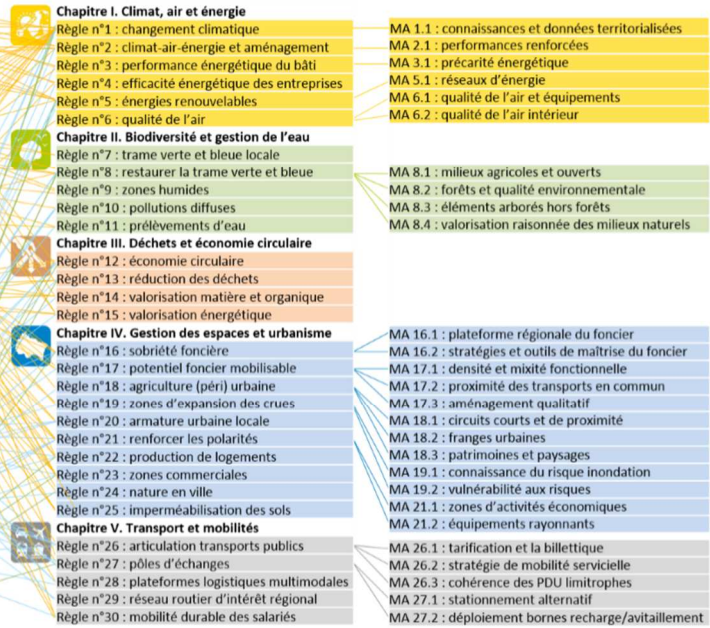 Chapitre I. Climat, air et énergie
Règle n°1 : changement climatique
Règle n°2 : climat-air-énergie et aménagement
Règle n°3 : performance énergétique du bâti
Règle n°4 : efficacité énergétique des entreprises
Règle n°5 : énergies renouvelables
Règle n°6 : qualité de l'air
Chapitre II. Biodiversité et gestion de l'eau
Règle n°7 : trame verte et bleue locale
Règle n°8 : restaurer la trame verte et bleue
Règle n°9 : zones humides
Règle n°10 : pollutions diffuses
Règle n°11 : prélèvements d'eau
Chapitre III. Déchets et économie circulaire
Règle n°12 : économie circulaire
Règle n°13 : réduction des déchets
Règle n°14 : valorisation matière et organique
Règle n°15 : valorisation énergétique
Chapitre IV. Gestion des espaces et urbanisme
Règle n°16 : sobriété foncière
Règle n°17 : potentiel foncier mobilisable
Règle n°18 : agriculture (péri) urbaine
Règle n°19 : zones d'expansion des crues
Règle n°20 : armature urbaine locale
Règle n°21 : renforcer les polarités
Règle n°22 : production de logements
Règle n°23 : zones commerciales
Règle n°24 : nature en ville
Règle n°25 : imperméabilisation des sols
Chapitre V. Transport et mobilités
Règle n°26 : articulation transports publics
Règle n°27 : pôles d'échanges
Règle n°28 : plateformes logistiques multimodales
Règle n°29 : réseau routier d'intérêt régional
Règle n°30 : mobilité durable des salariés
MA 1.1 : connaissances et données territorialisées
MA 2.1 : performances renforcées
MA 3.1 : précarité énergétique
MA 5.1 : réseaux d'énergie
MA 6.1 : qualité de l'air et équipements
MA 6.2 : qualité de l'air intérieur
MA 8.1 : milieux agricoles et ouverts
MA 8.2 : forêts et qualité environnementale
MA 8.3 : éléments arborés hors forêts
MA 8.4 : valorisation raisonnée des milieux naturels
MA 16.1 : plateforme régionale du foncier
MA 16.2 : stratégies et outils de maîtrise du foncier
MA 17.1 : densité et mixité fonctionnelle
MA 17.2 : proximité des transports en commun
MA 17.3 : aménagement qualitatif
MA 18.1 : circuits courts et de proximité
MA 18.2 : franges urbaines
MA 18.3 : patrimoines et paysages
MA 19.1 : connaissance du risque inondation
MA 19.2 : vulnérabilité aux risques
MA 21.1 : zones d'activités économiques
MA 21.2 : équipements rayonnants
MA 26.1 : tarification et la billettique
MA 26.2 : stratégie de mobilité servicielle
MA 26.3 : cohérence des PDU limitrophes
MA 27.1 : stationnement alternatif
MA 27.2 : déploiement bornes recharge/avitaillement